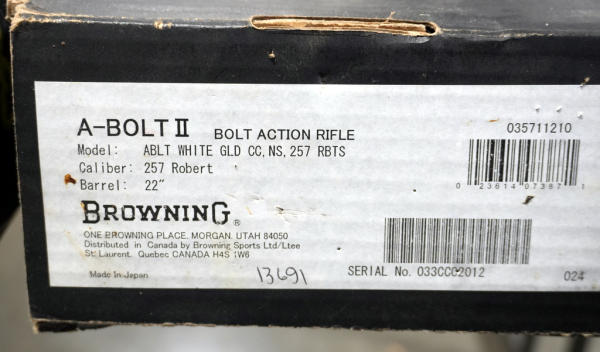 A-BOLT II BOLT ACTION RIFLE
035711210
Model: ABLT WHITE GLD CC, NS, 257 RBTS
Caliber: 257 Robert
Barrel: 22"
0 23614 07387 1
BROWNING®
ONE BROWNING PLACE, MORGAN, UTAH 84050
Distributed in Canada by Browning Sports Ltd/Ltee
St. Laurent, Quebec CANADA H4S 1W6
Made in Japan
13691
SERIAL No. 033CCC2012
024